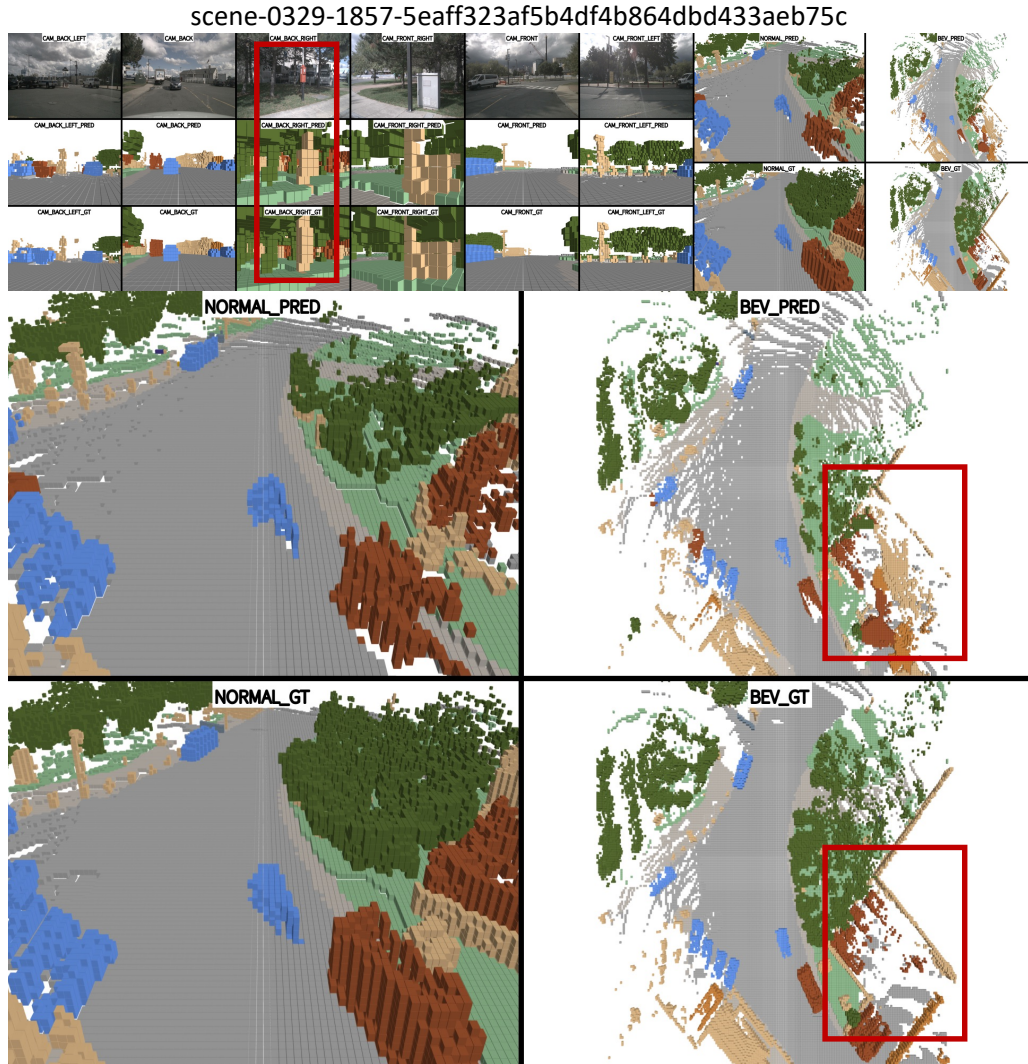 scene-0329-1857-5eaff323af5b4df4b864dbd433aeb75c
CAM_BACK_LEFT CAM_BACK CAM_BACK_RIGHT CAM_FRONT_RIGHT CAM_FRONT CAM_FRONT_LEFT NORMAL_PRED BEV_PRED
CAM_BACK_LEFT_PRED CAM_BACK_PRED CAM_BACK_RIGHT_PRED CAM_FRONT_RIGHT_PRED CAM_FRONT_PRED CAM_FRONT_LEFT_PRED
NORMAL_GT BEV_GT
CAM_BACK_LEFT_GT CAM_BACK_GT CAM_BACK_RIGHT_GT CAM_FRONT_RIGHT_GT CAM_FRONT_GT CAM_FRONT_LEFT_GT
NORMAL_PRED BEV_PRED
NORMAL_GT BEV_GT